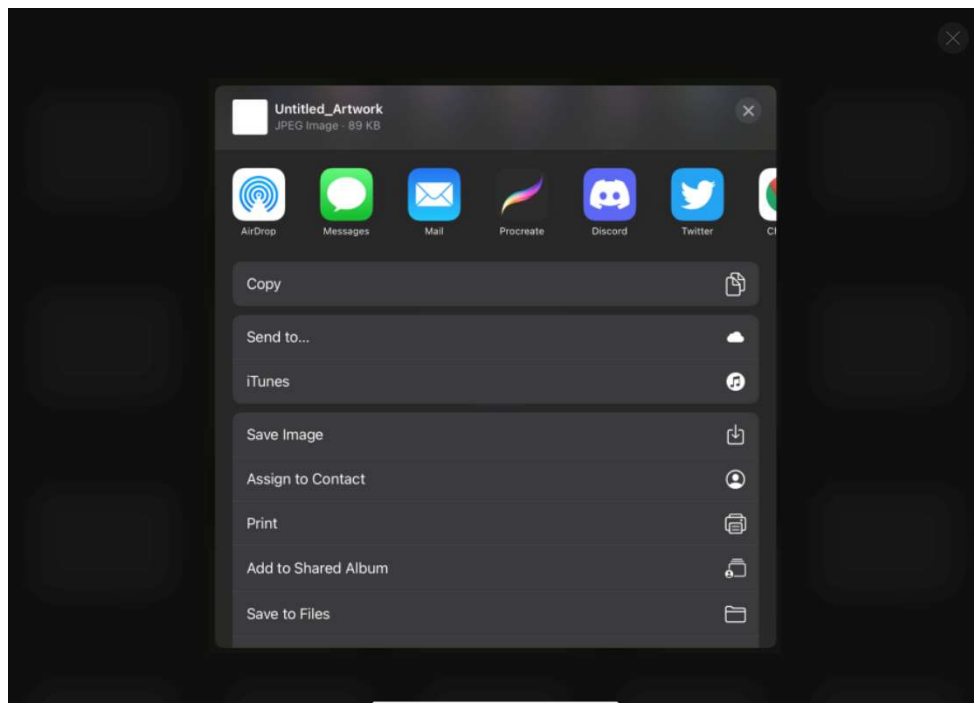 Untitled_Artwork
JPEG Image · 89 KB
AirDrop Messages Mail Procreate Discord Twitter
Copy
Send to...
iTunes
Save Image
Assign to Contact
Print
Add to Shared Album
Save to Files